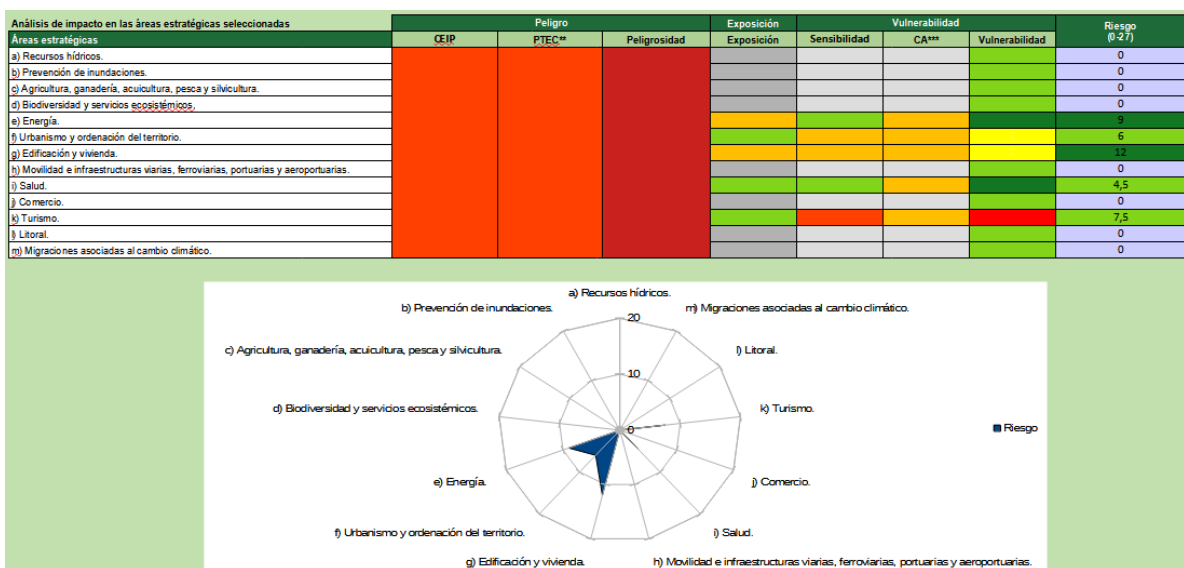 Análisis de impacto en las áreas estratégicas seleccionadas Peligro Exposición Vulnerabilidad Riesgo (0-27)
Áreas estratégicas CEIP PTEC** Peligrosidad Exposición Sensibilidad CA*** Vulnerabilidad
a) Recursos hídricos. 0
b) Prevención de inundaciones. 0
c) Agricultura, ganadería, acuicultura, pesca y silvicultura. 0
d) Biodiversidad y servicios ecosistémicos. 0
e) Energía. 9
f) Urbanismo y ordenación del territorio. 6
g) Edificación y vivienda. 12
h) Movilidad e infraestructuras viarias, ferroviarias, portuarias y aeroportuarias. 0
i) Salud. 4,5
j) Comercio. 0
k) Turismo. 7,5
l) Litoral. 0
m) Migraciones asociadas al cambio climático. 0
a) Recursos hídricos.
b) Prevención de inundaciones. m) Migraciones asociadas al cambio climático.
20
c) Agricultura, ganadería, acuicultura, pesca y silvicultura. l) Litoral.
10
d) Biodiversidad y servicios ecosistémicos. k) Turismo.
0 Riesgo
e) Energía. j) Comercio.
f) Urbanismo y ordenación del territorio. i) Salud.
g) Edificación y vivienda. h) Movilidad e infraestructuras viarias, ferroviarias, portuarias y aeroportuarias.